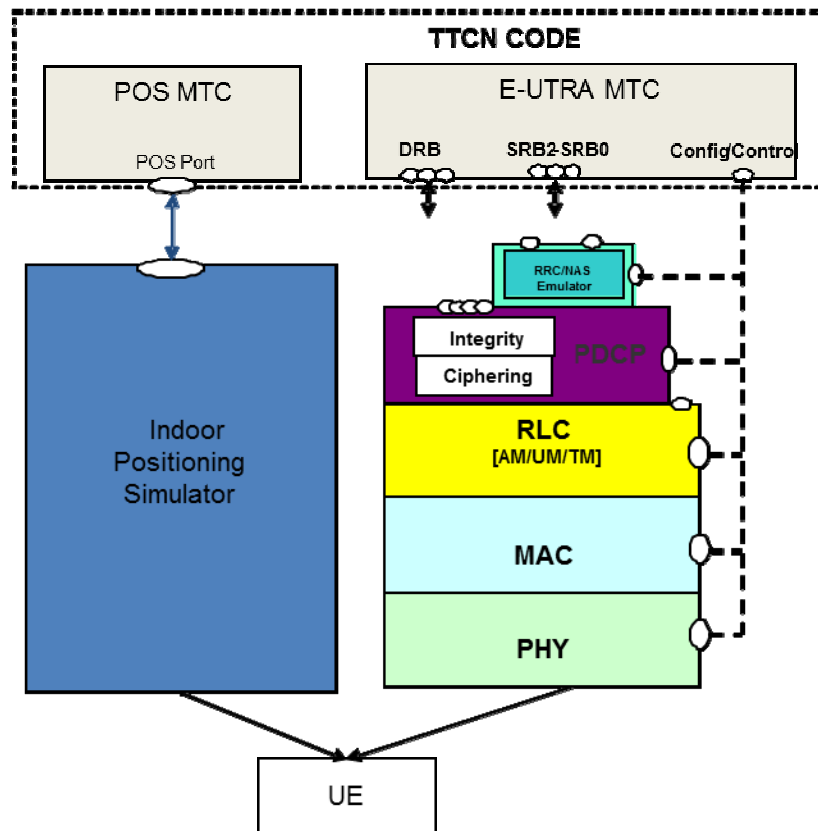 TTCN CODE
POS MTC
E-UTRA MTC
POS Port
DRB
SRB2-SRB0
Config/Control
RRC/NAS
Emulator
Integrity
PDCP
Ciphering
Indoor
Positioning
Simulator
RLC
[AM/UM/TM]
MAC
PHY
UE